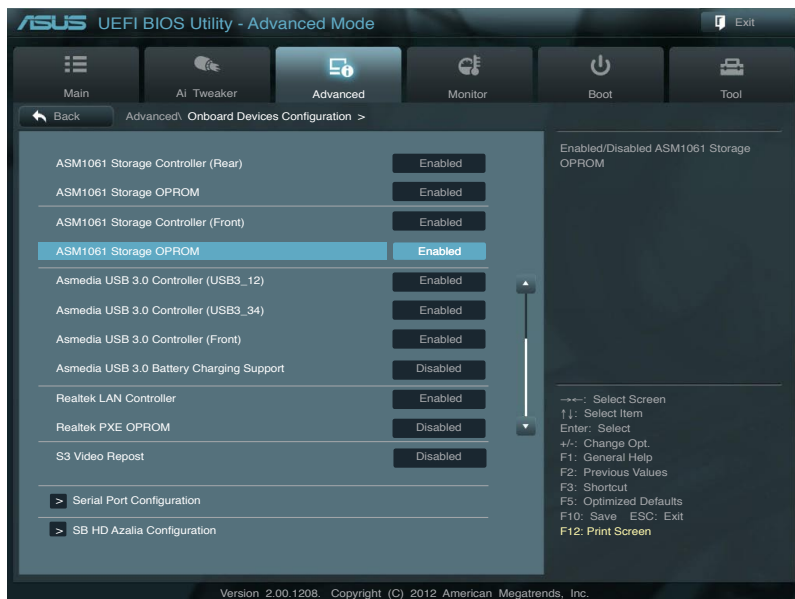 ASUS UEFI BIOS Utility - Advanced Mode
Exit
Main
Ai Tweaker
Advanced
Monitor
Boot
Tool
Back
Advanced\ Onboard Devices Configuration >
ASM1061 Storage Controller (Rear) Enabled
ASM1061 Storage OPROM Enabled
ASM1061 Storage Controller (Front) Enabled
ASM1061 Storage OPROM Enabled
Asmedia USB 3.0 Controller (USB3_12) Enabled
Asmedia USB 3.0 Controller (USB3_34) Enabled
Asmedia USB 3.0 Controller (Front) Enabled
Asmedia USB 3.0 Battery Charging Support Disabled
Realtek LAN Controller Enabled
Realtek PXE OPROM Disabled
S3 Video Repost Disabled
> Serial Port Configuration
> SB HD Azalia Configuration
Enabled/Disabled ASM1061 Storage
OPROM
→←: Select Screen
↑↓: Select Item
Enter: Select
+/-: Change Opt.
F1: General Help
F2: Previous Values
F3: Shortcut
F5: Optimized Defaults
F10: Save ESC: Exit
F12: Print Screen
Version 2.00.1208. Copyright (C) 2012 American Megatrends, Inc.